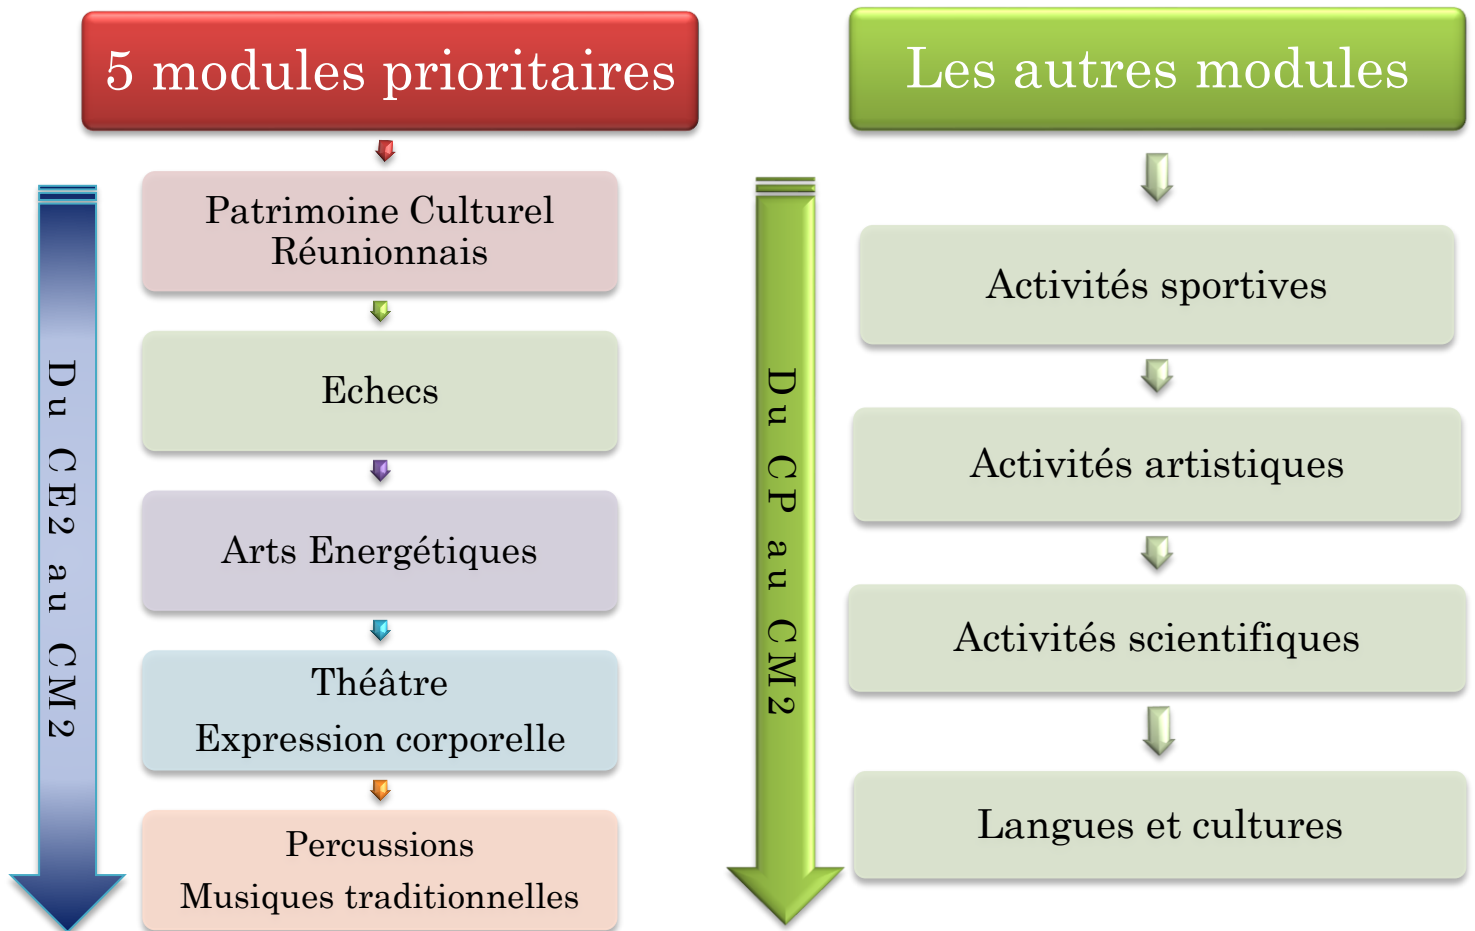 5 modules prioritaires
Du CE2 au CM2
Patrimoine Culturel
Réunionnais
Echecs
Arts Energétiques
Théâtre
Expression corporelle
Percussions
Musiques traditionnelles
Les autres modules
Du CP au CM2
Activités sportives
Activités artistiques
Activités scientifiques
Langues et cultures